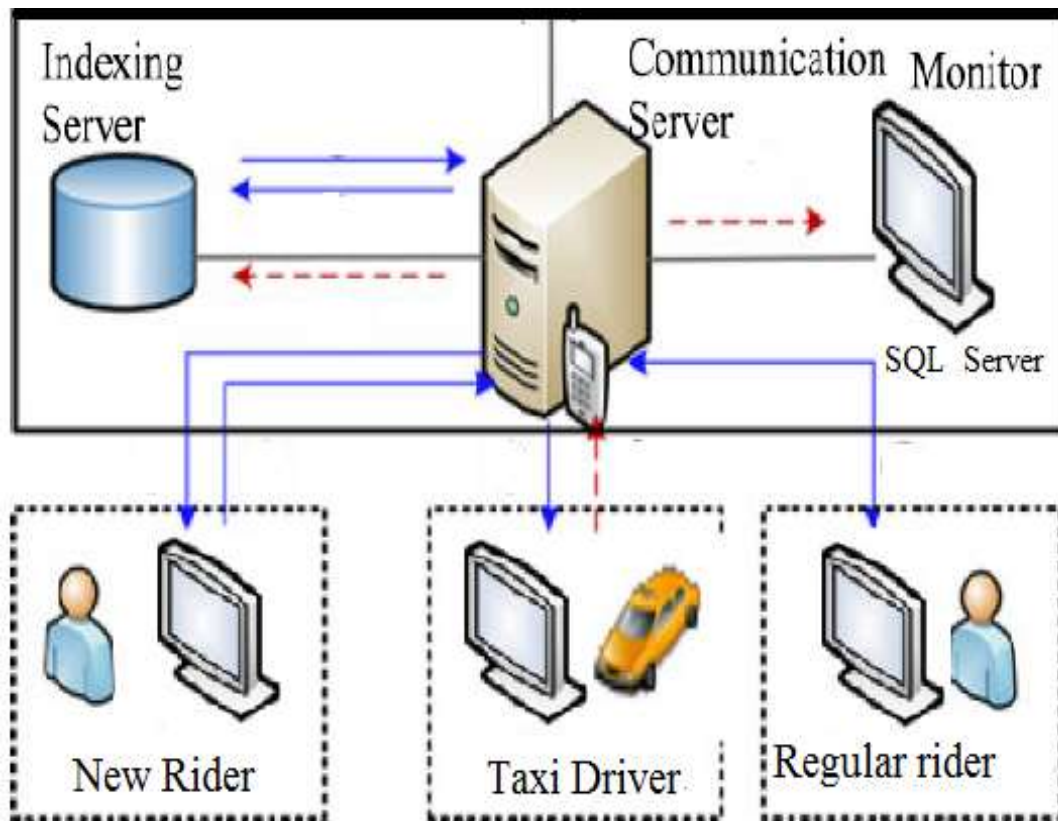 Indexing
Server
Communication
Server
Monitor
SQL Server
New Rider
Taxi Driver
Regular rider